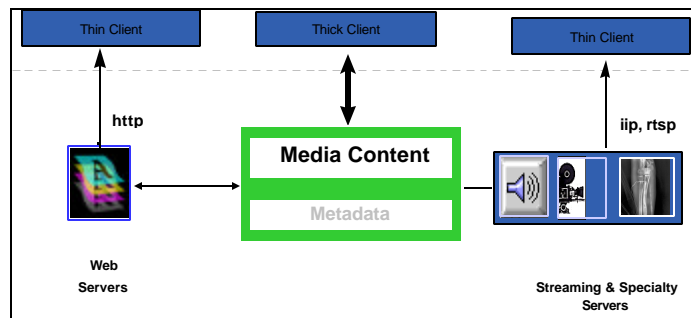 Thin Client
Thick Client
Thin Client
http
iip, rtsp
Media Content
Metadata
Web
Servers
Streaming & Specialty
Servers